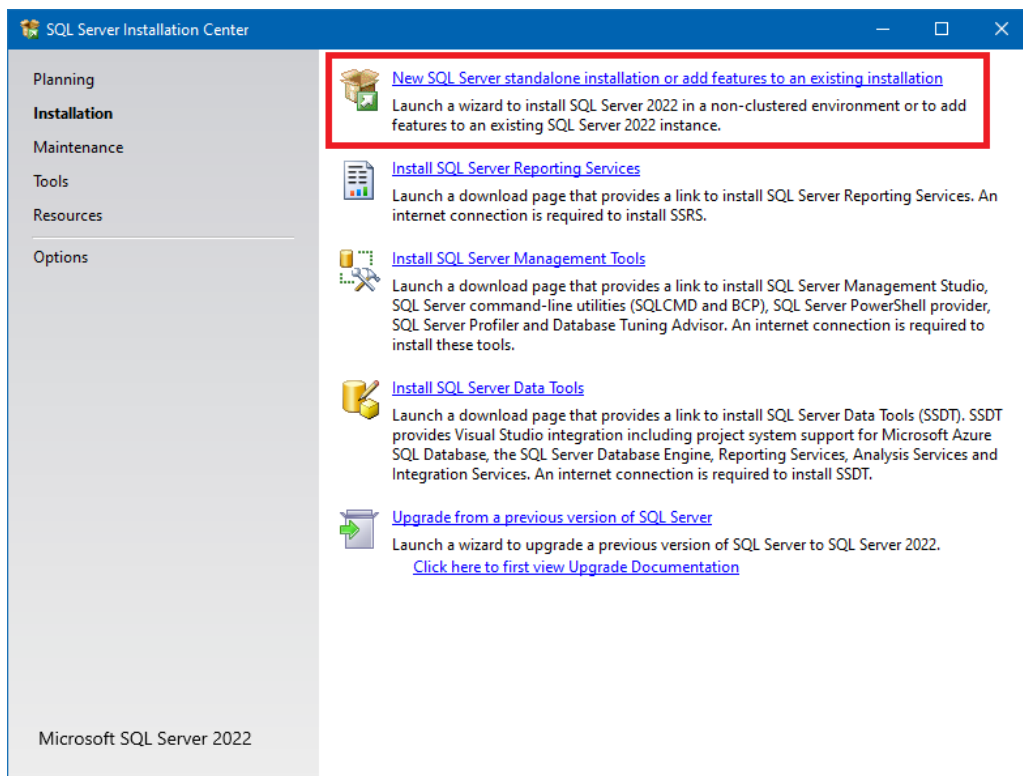 SQL Server Installation Center
Planning
Installation
Maintenance
Tools
Resources
Options
Microsoft SQL Server 2022
New SQL Server standalone installation or add features to an existing installation
Launch a wizard to install SQL Server 2022 in a non-clustered environment or to add
features to an existing SQL Server 2022 instance.
Install SQL Server Reporting Services
Launch a download page that provides a link to install SQL Server Reporting Services. An
internet connection is required to install SSRS.
Install SQL Server Management Tools
Launch a download page that provides a link to install SQL Server Management Studio,
SQL Server command-line utilities (SQLCMD and BCP), SQL Server PowerShell provider,
SQL Server Profiler and Database Tuning Advisor. An internet connection is required to
install these tools.
Install SQL Server Data Tools
Launch a download page that provides a link to install SQL Server Data Tools (SSDT). SSDT
provides Visual Studio integration including project system support for Microsoft Azure
SQL Database, the SQL Server Database Engine, Reporting Services, Analysis Services and
Integration Services. An internet connection is required to install SSDT.
Upgrade from a previous version of SQL Server
Launch a wizard to upgrade a previous version of SQL Server to SQL Server 2022.
Click here to first view Upgrade Documentation